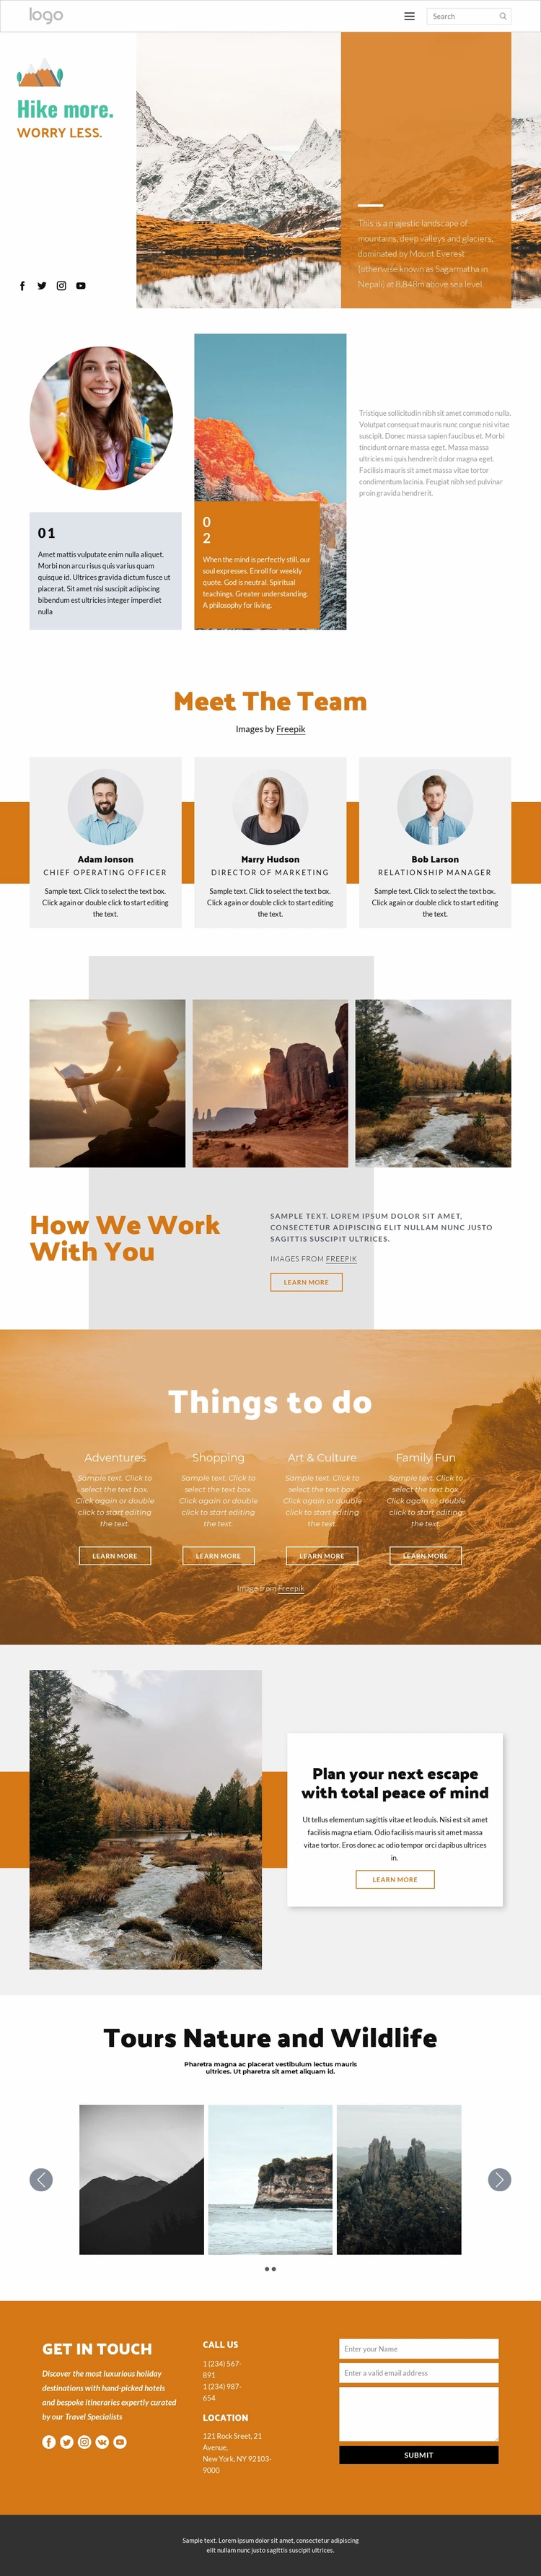 logo
Search
Hike more.
WORRY LESS.
This is a majestic landscape of
mountains, deep valleys and glaciers,
dominated by Mount Everest
(otherwise known as Sagarmatha in
Nepal) at 8,848m above sea level
Tristique sollicitudin nibh sit amet commodo nulla.
Volutpat consequat mauris nunc congue nisi vitae
suscipit. Donec massa sapien faucibus et. Morbi
tincidunt ornare massa eget. Massa massa
ultricies mi quis hendrerit dolor magna eget.
Facilisis mauris sit amet massa vitae tortor
condimentum lacinia. Feugiat nibh sed pulvinar
proin gravida hendrerit.
01
Amet mattis vulputate enim nulla aliquet.
Morbi non arcu risus quis varius quam
quisque id. Ultrices gravida dictum fusce ut
placerat. Sit amet nisl suscipit adipiscing
bibendum est ultricies integer imperdiet
nulla
0
2
When the mind is perfectly still, our
soul expresses. Enroll for weekly
quote. God is neutral. Spiritual
teachings. Greater understanding.
A philosophy for living.
Meet The Team
Images by Freepik
Adam Jonson
CHIEF OPERATING OFFICER
Sample text. Click to select the text box.
Click again or double click to start editing
the text.
Marry Hudson
DIRECTOR OF MARKETING
Sample text. Click to select the text box.
Click again or double click to start editing
the text.
Bob Larson
RELATIONSHIP MANAGER
Sample text. Click to select the text box.
Click again or double click to start editing
the text.
How We Work
With You
SAMPLE TEXT. LOREM IPSUM DOLOR SIT AMET,
CONSECTETUR ADIPISCING ELIT NULLAM NUNC JUSTO
SAGITTIS SUSCIPIT ULTRICES.
IMAGES FROM FREEPIK
LEARN MORE
Things to do
Adventures
Sample text. Click to
select the text box.
Click again or double
click to start editing
the text.
LEARN MORE
Shopping
Sample text. Click to
select the text box.
Click again or double
click to start editing
the text.
LEARN MORE
Art & Culture
Sample text. Click to
select the text box.
Click again or double
click to start editing
the text.
LEARN MORE
Family Fun
Sample text. Click to
select the text box.
Click again or double
click to start editing
the text.
LEARN MORE
Image from Freepik
Plan your next escape
with total peace of mind
Ut tellus elementum sagittis vitae et leo duis. Nisi est sit amet
facilisis magna etiam. Odio facilisis mauris sit amet massa
vitae tortor. Eros donec ac odio tempor orci dapibus ultrices
in.
LEARN MORE
Tours Nature and Wildlife
Pharetra magna ac placerat vestibulum lectus mauris
ultrices. Ut pharetra sit amet aliquam id.
GET IN TOUCH
Discover the most luxurious holiday
destinations with hand-picked hotels
and bespoke itineraries expertly curated
by our Travel Specialists
CALL US
1 (234) 567-
891
1 (234) 987-
654
LOCATION
121 Rock Sreet, 21
Avenue,
New York, NY 92103-
9000
Enter your Name
Enter a valid email address
SUBMIT
Sample text. Lorem ipsum dolor sit amet, consectetur adipiscing
elit nullam nunc justo sagittis suscipit ultrices.